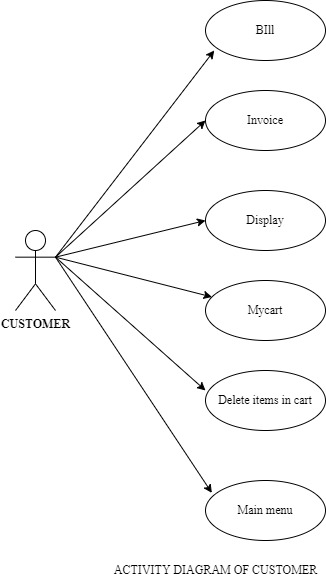 BIll
Invoice
Display
Mycart
CUSTOMER
Delete items in cart
Main menu
ACTIVITY DIAGRAM OF CUSTOMER